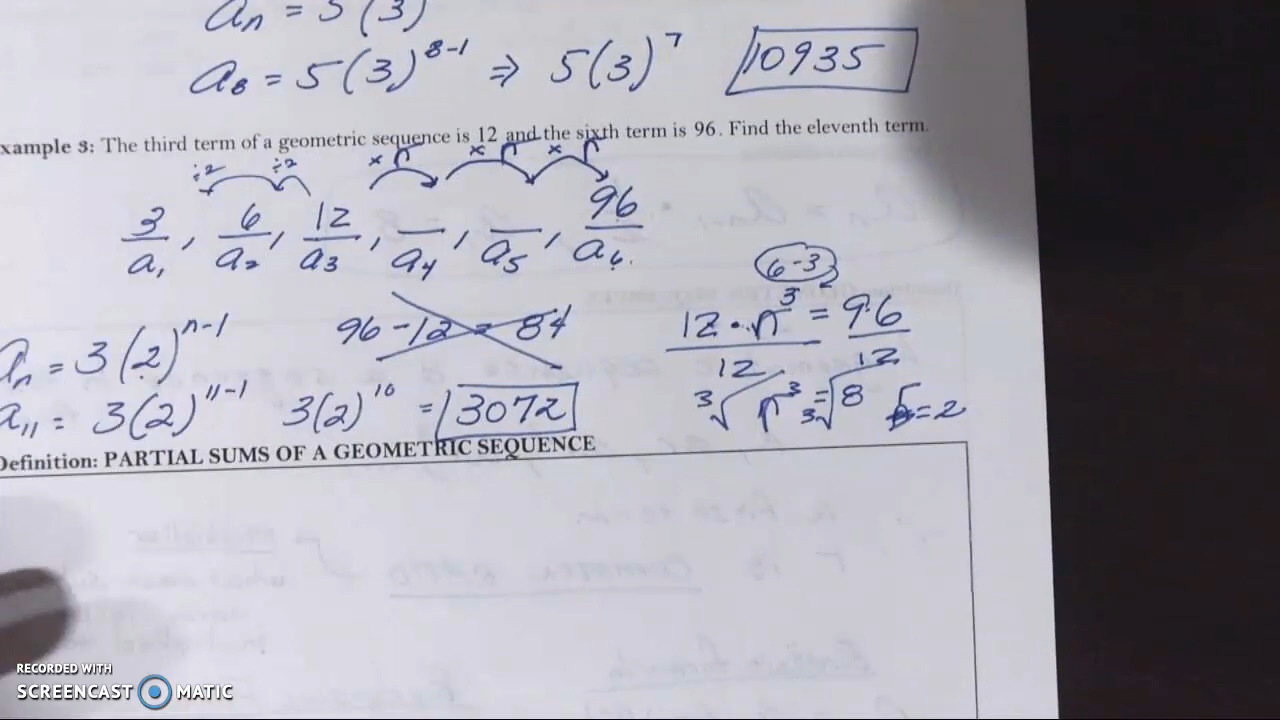 an = 5(3)
a8 = 5(3)^8-1 ⇒ 5(3)^7 10935
xample 3: The third term of a geometric sequence is 12 and the sixth term is 96. Find the eleventh term.
÷2 ÷2 × r × r × r
3, 6, 12, __, __, 96
a1 a2 a3 a4 a5 a6
6-3
96 - 12 = 84
12 · r^3 = 96
12 12
an = 3(2)^n-1
∛r^3 = ∛8 r = 2
a11 = 3(2)^11-1 3(2)^10 = 3072
Definition: PARTIAL SUMS OF A GEOMETRIC SEQUENCE
RECORDED WITH
SCREENCAST MATIC